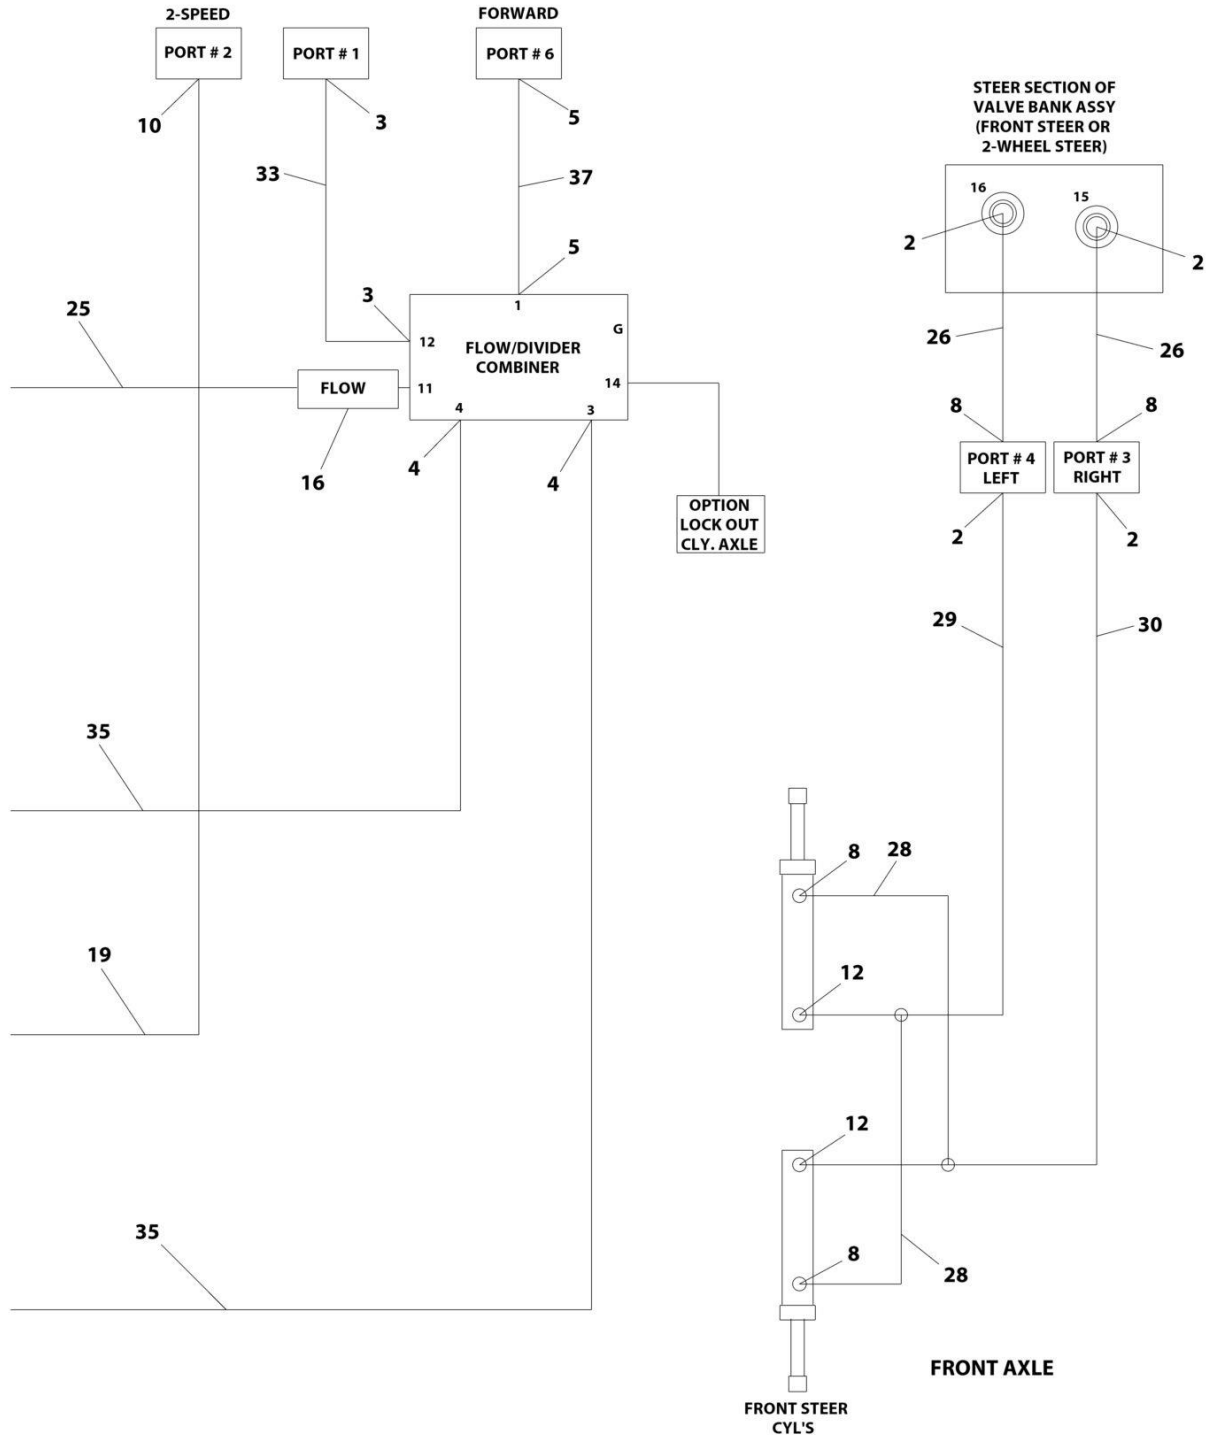 2-SPEED
FORWARD
PORT # 2
PORT # 1
PORT # 6
10
3
5
33
37
5
3
25
1
G
12
FLOW/DIVIDER
COMBINER
14
FLOW
11
4
3
16
4
4
OPTION
LOCK OUT
CLY. AXLE
35
19
35
STEER SECTION OF
VALVE BANK ASSY
(FRONT STEER OR
2-WHEEL STEER)
16
15
2
2
26
26
8
8
PORT # 4
LEFT
PORT # 3
RIGHT
2
2
29
30
8
28
12
12
8
28
FRONT AXLE
FRONT STEER
CYL'S